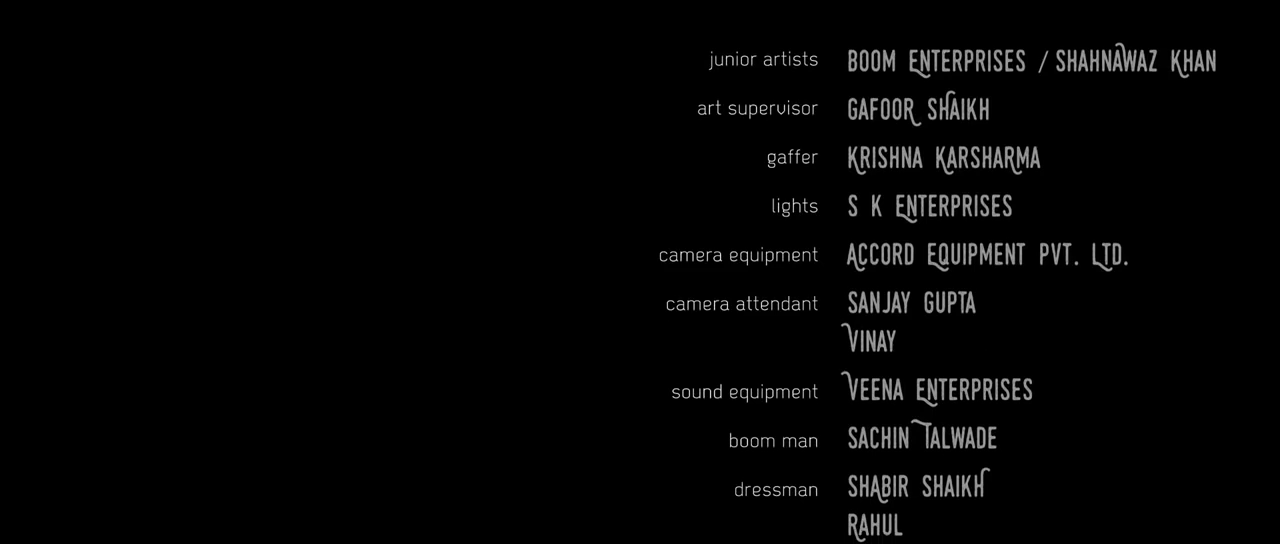 junior artists BOOM ENTERPRISES / SHAHNAWAZ KHAN
art supervisor GAFOOR SHAIKH
gaffer KRISHNA KARSHARMA
lights S K ENTERPRISES
camera equipment ACCORD EQUIPMENT PVT. LTD.
camera attendant SANJAY GUPTA
VINAY
sound equipment VEENA ENTERPRISES
boom man SACHIN TALWADE
dressman SHABIR SHAIKH
RAHUL